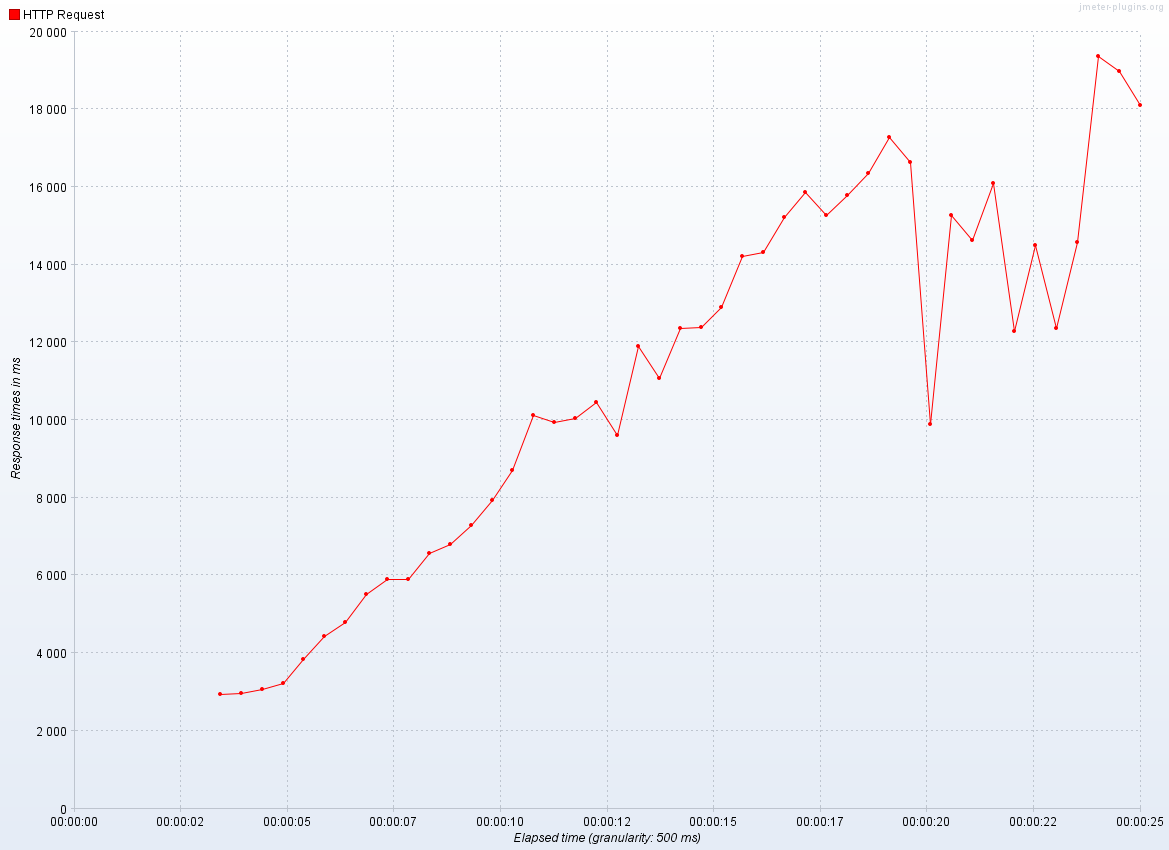 jmeter-plugins.org
HTTP Request
20 000
18 000
16 000
14 000
12 000
10 000
8 000
6 000
4 000
2 000
0
Response times in ms
00:00:00 00:00:02 00:00:05 00:00:07 00:00:10 00:00:12 00:00:15 00:00:17 00:00:20 00:00:22 00:00:25
Elapsed time (granularity: 500 ms)